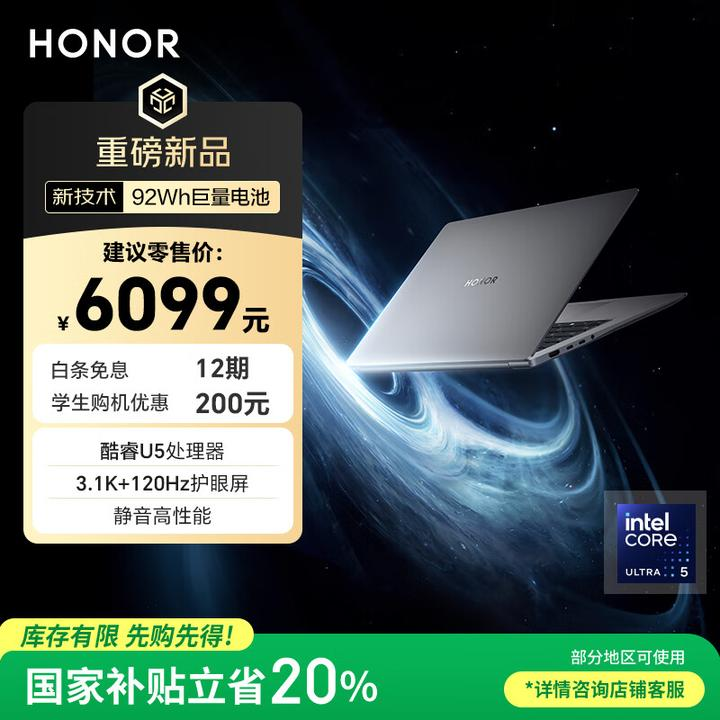 HONOR
重磅新品
新技术 92Wh巨量电池
建议零售价：
¥6099元
白条免息 12期
学生购机优惠 200元
酷睿U5处理器
3.1K+120Hz护眼屏
静音高性能
HONOR
intel
CORE
ULTRA 5
库存有限 先购先得!
国家补贴立省20%
部分地区可使用
*详情咨询店铺客服